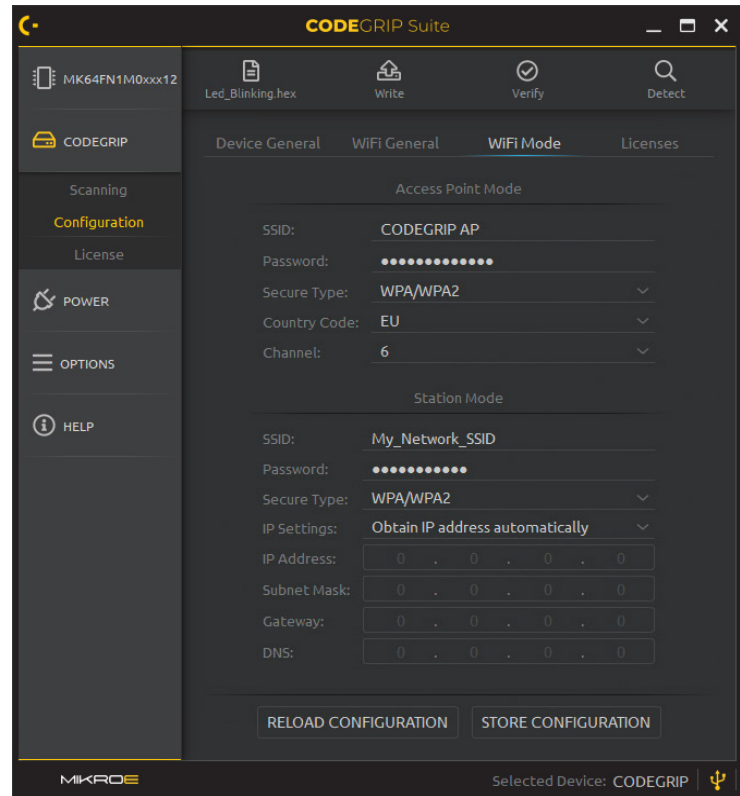 CODEGRIP Suite
MK64FN1M0xxx12
Led_Blinking.hex
Write
Verify
Detect
CODEGRIP
Scanning
Configuration
License
POWER
OPTIONS
HELP
Device General WiFi General WiFi Mode Licenses
Access Point Mode
SSID: CODEGRIP AP
Password: •••••••••••••
Secure Type: WPA/WPA2
Country Code: EU
Channel: 6
Station Mode
SSID: My_Network_SSID
Password: •••••••••••
Secure Type: WPA/WPA2
IP Settings: Obtain IP address automatically
IP Address: 0 . 0 . 0 . 0
Subnet Mask: 0 . 0 . 0 . 0
Gateway: 0 . 0 . 0 . 0
DNS: 0 . 0 . 0 . 0
RELOAD CONFIGURATION STORE CONFIGURATION
MIKROE
Selected Device: CODEGRIP